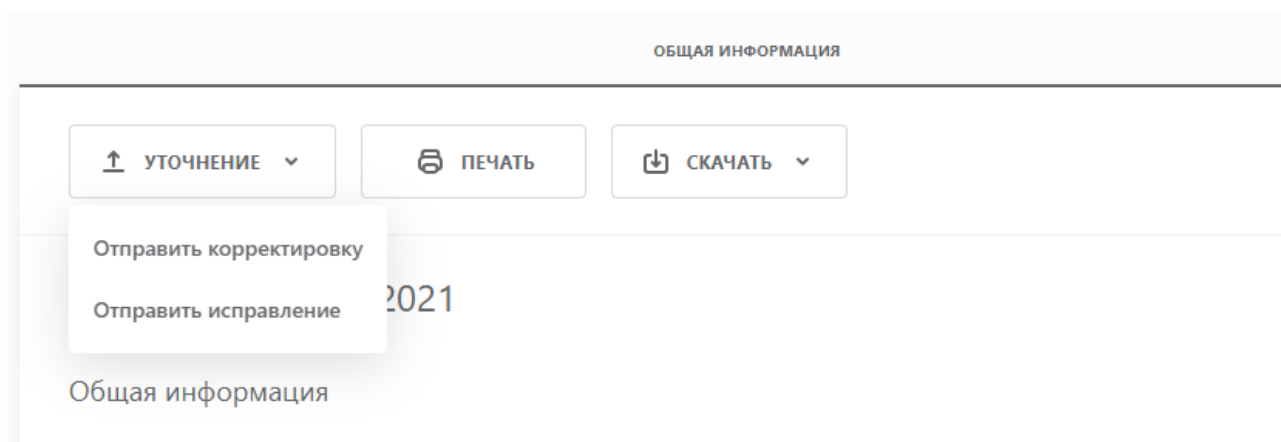 ОБЩАЯ ИНФОРМАЦИЯ
УТОЧНЕНИЕ ПЕЧАТЬ СКАЧАТЬ
Отправить корректировку
Отправить исправление
2021
Общая информация